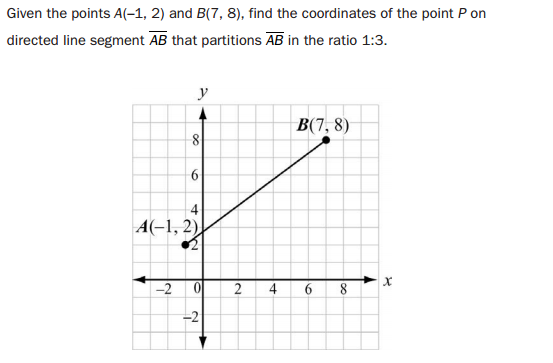 Given the points A(–1, 2) and B(7, 8), find the coordinates of the point P on
directed line segment AB that partitions AB in the ratio 1:3.
y
B(7, 8)
8
6
4
A(–1, 2)
2
–2 0 2 4 6 8 x
–2